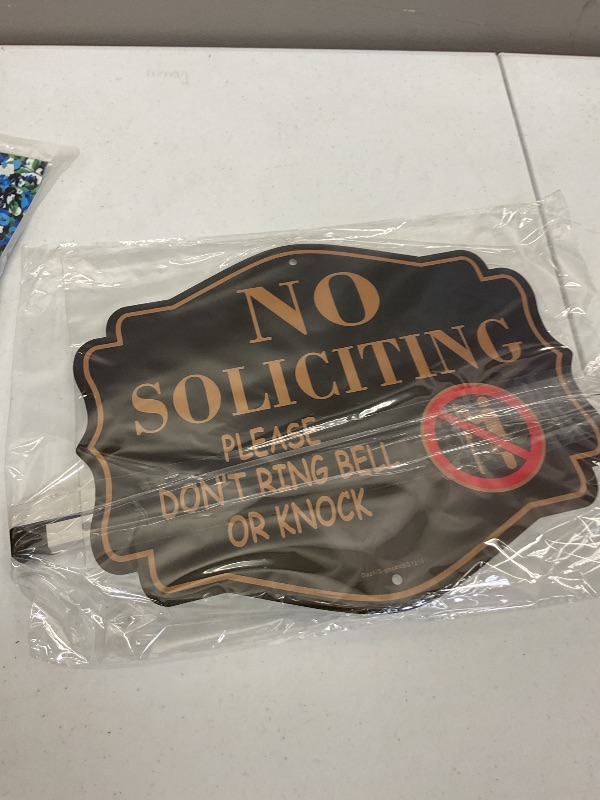 NO
SOLICITING
PLEASE
DON'T RING BELL
OR KNOCK